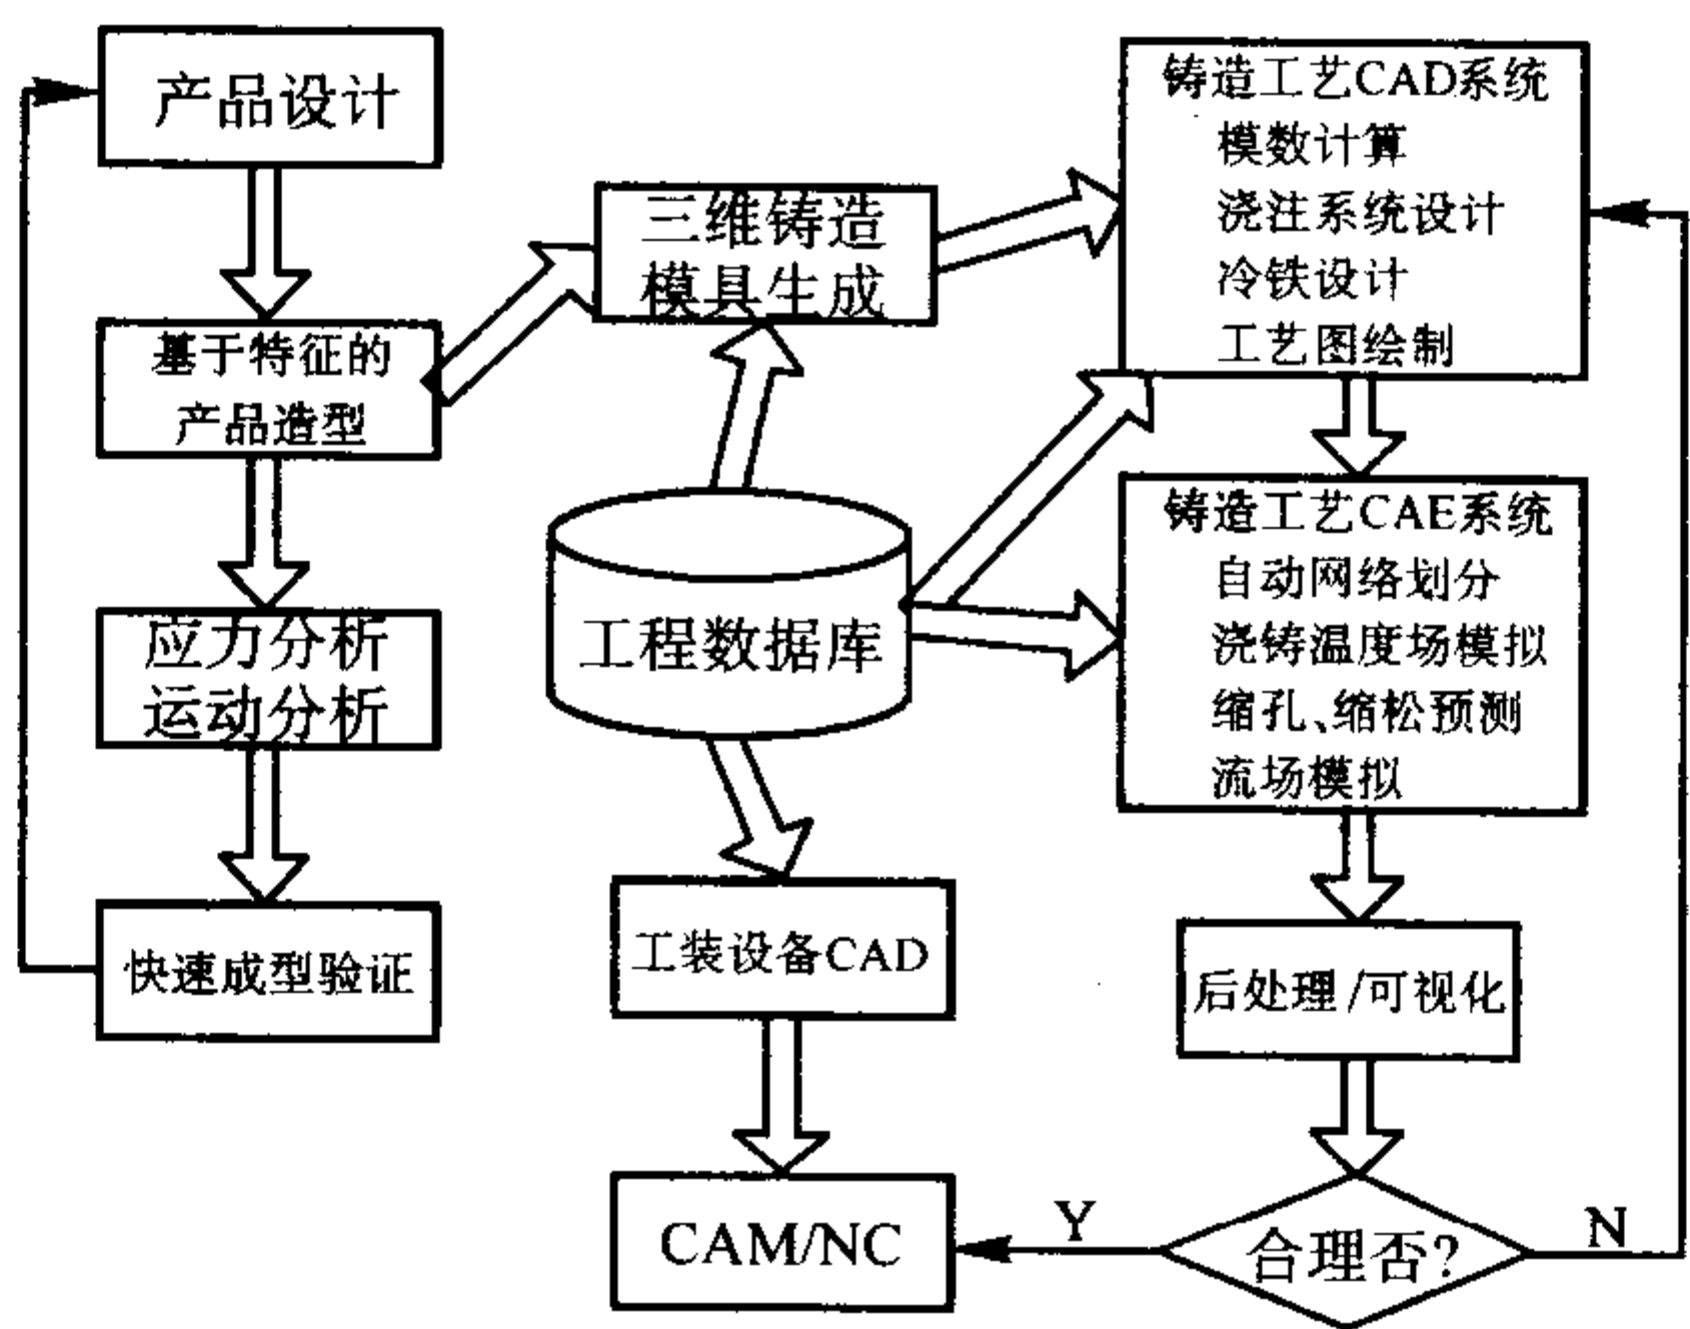 产品设计
基于特征的
产品造型
应力分析
运动分析
快速成型验证
三维铸造
模具生成
工程数据库
工装设备CAD
CAM/NC
铸造工艺CAD系统
模数计算
浇注系统设计
冷铁设计
工艺图绘制
铸造工艺CAE系统
自动网络划分
浇铸温度场模拟
缩孔、缩松预测
流场模拟
后处理/可视化
合理否?
Y
N